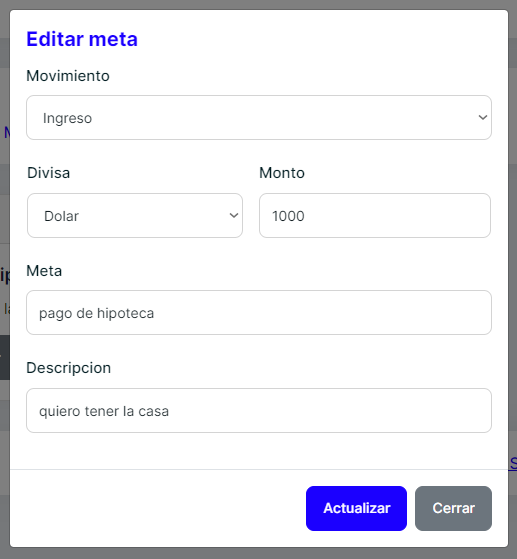 Editar meta
Movimiento
Ingreso
Divisa
Monto
Dolar
1000
Meta
pago de hipoteca
Descripcion
quiero tener la casa
Actualizar
Cerrar